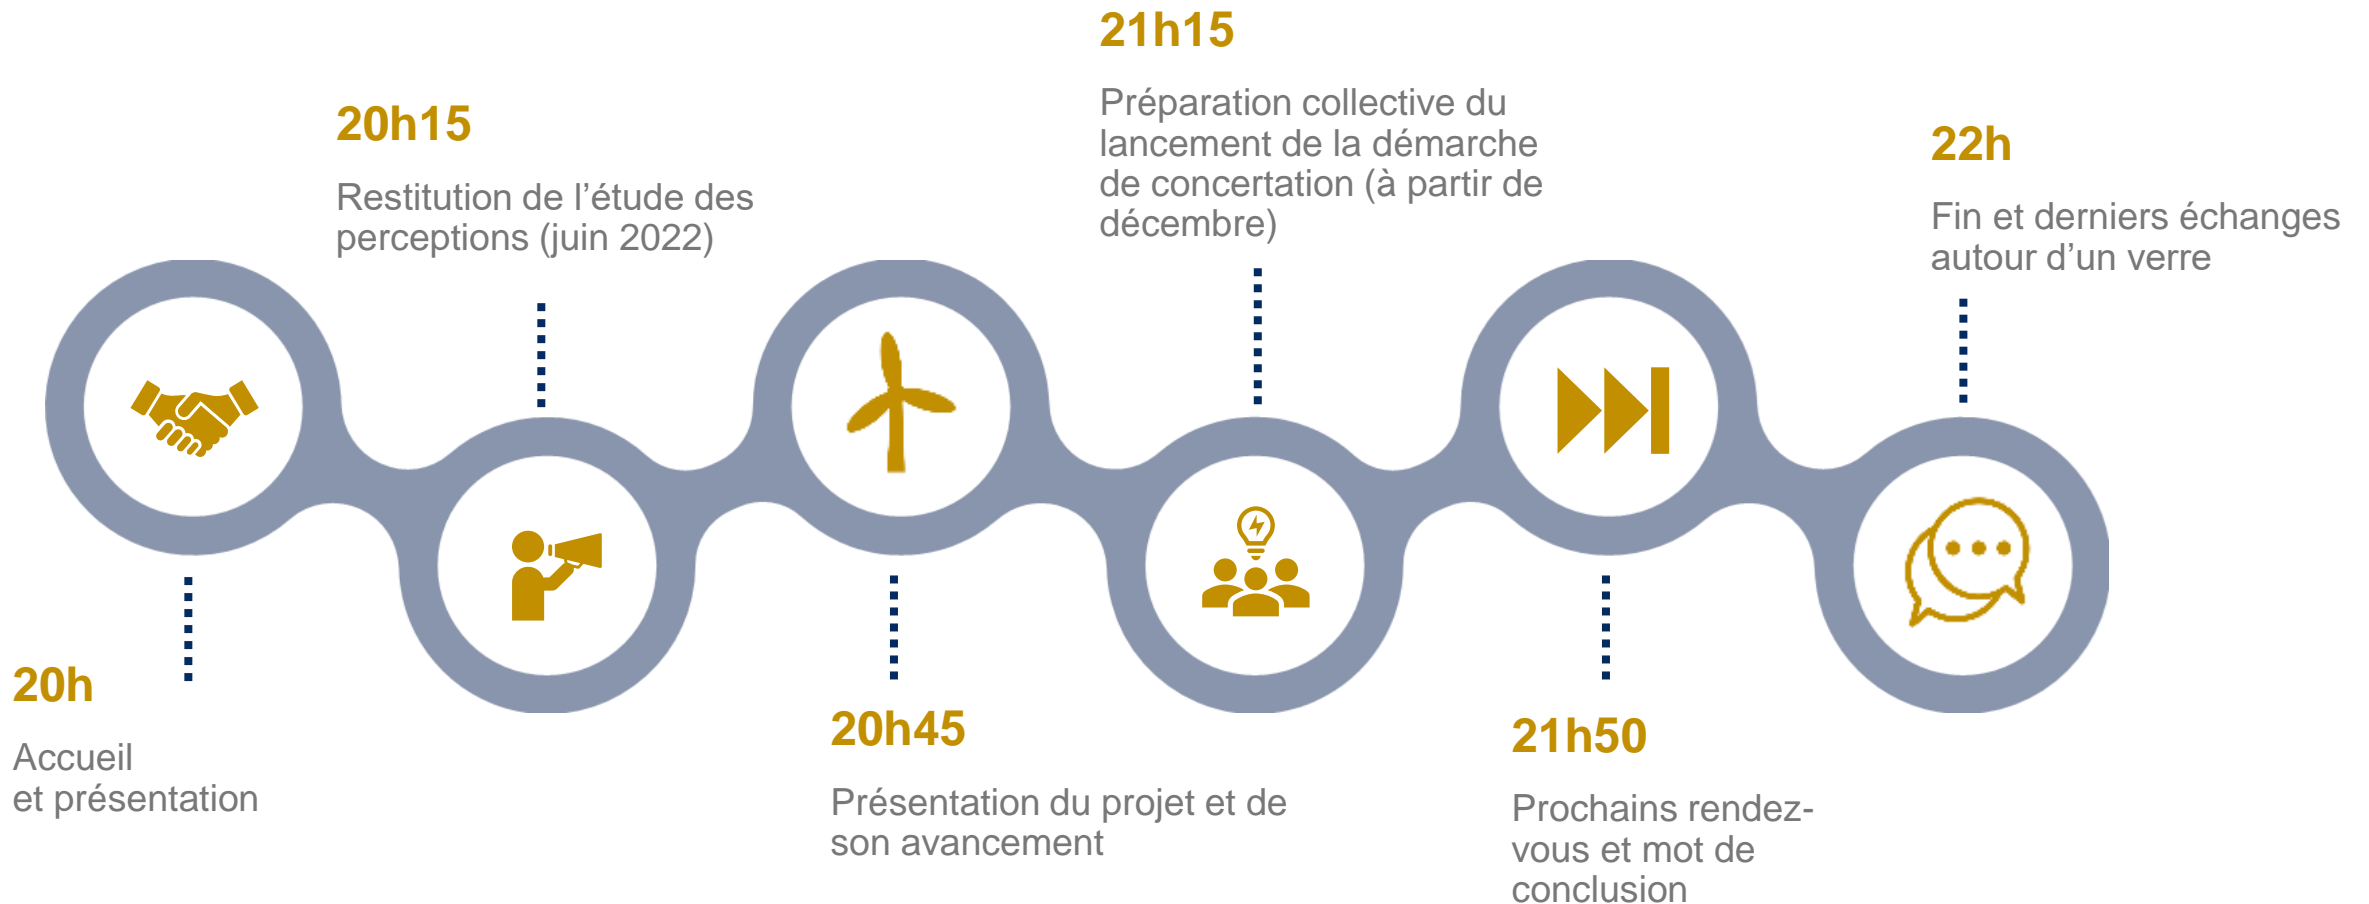 20h
Accueil
et présentation
20h15
Restitution de l’étude des
perceptions (juin 2022)
20h45
Présentation du projet et de
son avancement
21h15
Préparation collective du
lancement de la démarche
de concertation (à partir de
décembre)
21h50
Prochains rendez-
vous et mot de
conclusion
22h
Fin et derniers échanges
autour d’un verre